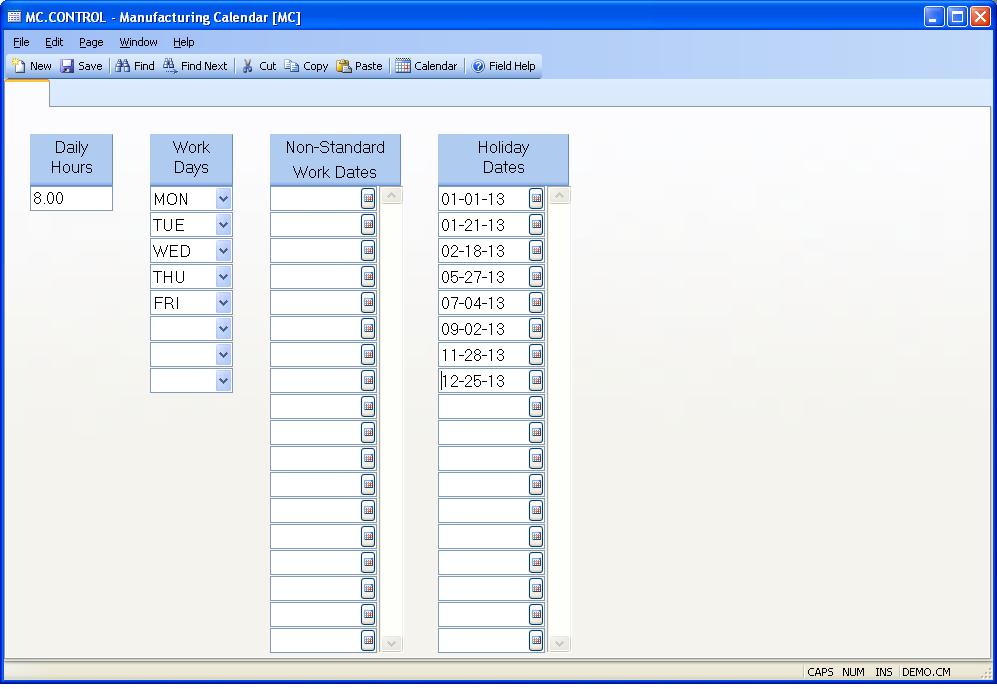 MC.CONTROL - Manufacturing Calendar [MC]
File Edit Page Window Help
New Save Find Find Next Cut Copy Paste Calendar Field Help
Daily Hours
Work Days
Non-Standard Work Dates
Holiday Dates
8.00 MON 01-01-13
TUE 01-21-13
WED 02-18-13
THU 05-27-13
FRI 07-04-13
09-02-13
11-28-13
12-25-13
CAPS NUM INS DEMO.CM